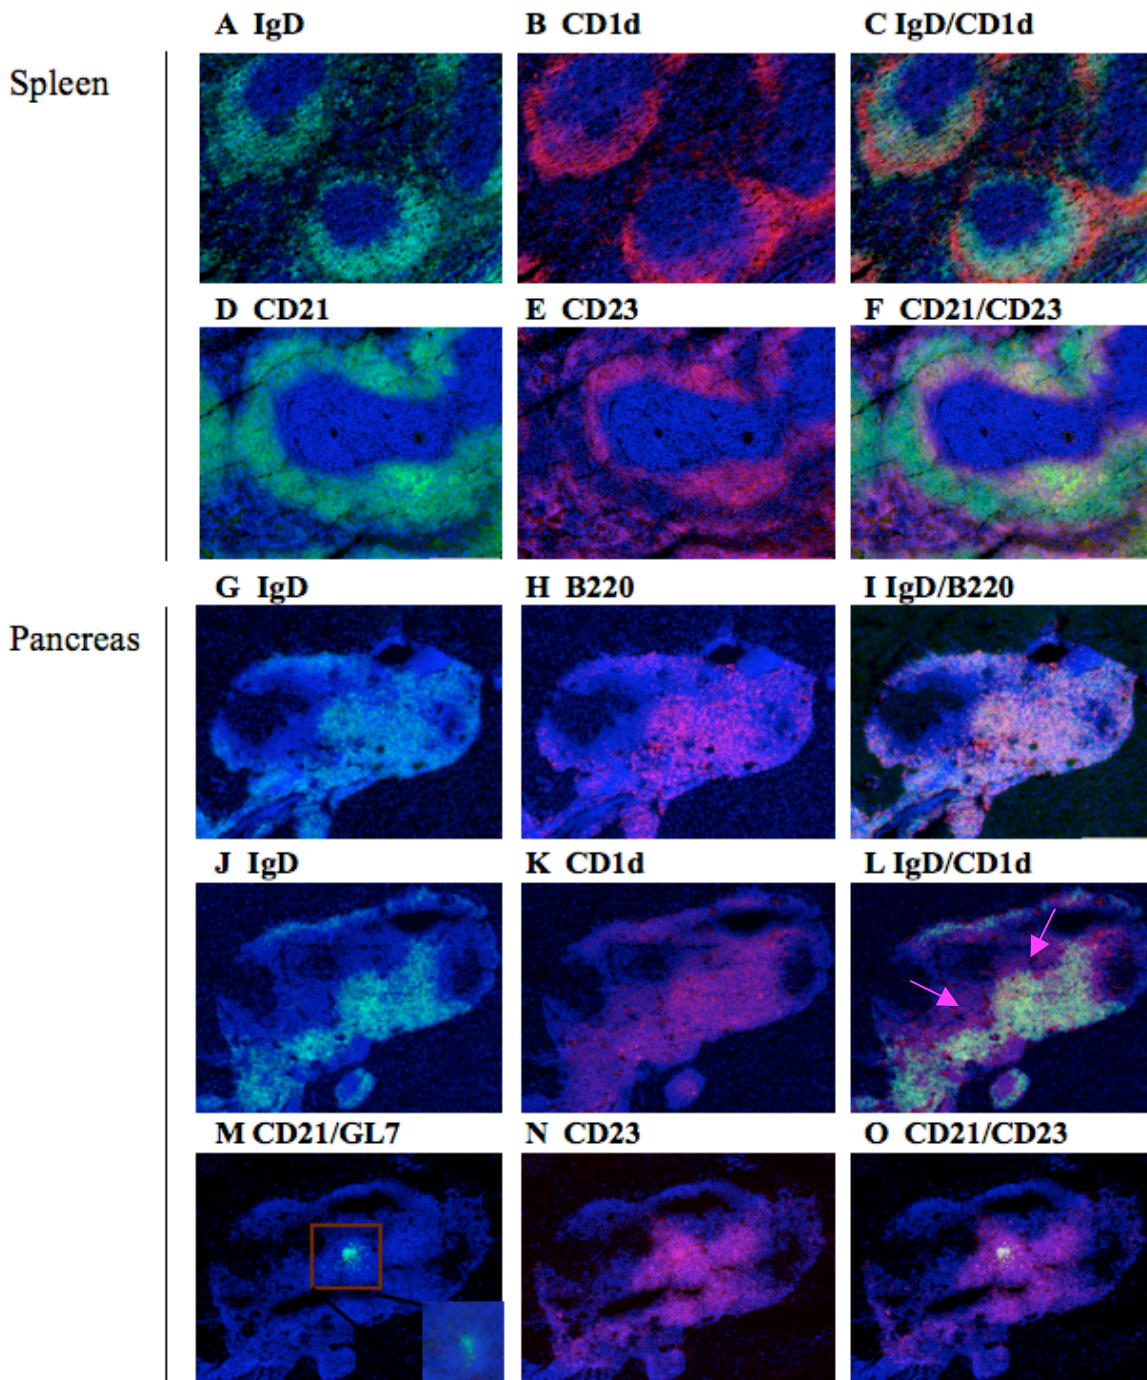 A IgD
B CD1d
C IgD/CD1d
Spleen
D CD21
E CD23
F CD21/CD23
G IgD
H B220
I IgD/B220
Pancreas
J IgD
K CD1d
L IgD/CD1d
M CD21/GL7
N CD23
O CD21/CD23